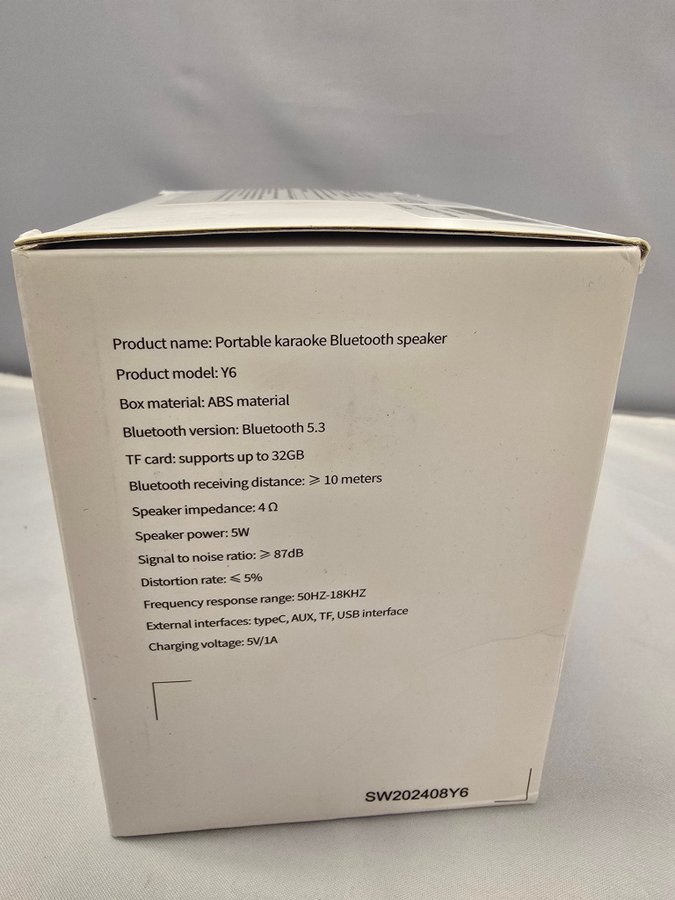 Product name: Portable karaoke Bluetooth speaker
Product model: Y6
Box material: ABS material
Bluetooth version: Bluetooth 5.3
TF card: supports up to 32GB
Bluetooth receiving distance: ≥ 10 meters
Speaker impedance: 4 Ω
Speaker power: 5W
Signal to noise ratio: ≥ 87dB
Distortion rate: ≤ 5%
Frequency response range: 50HZ-18KHZ
External interfaces: typeC, AUX, TF, USB interface
Charging voltage: 5V/1A
SW202408Y6